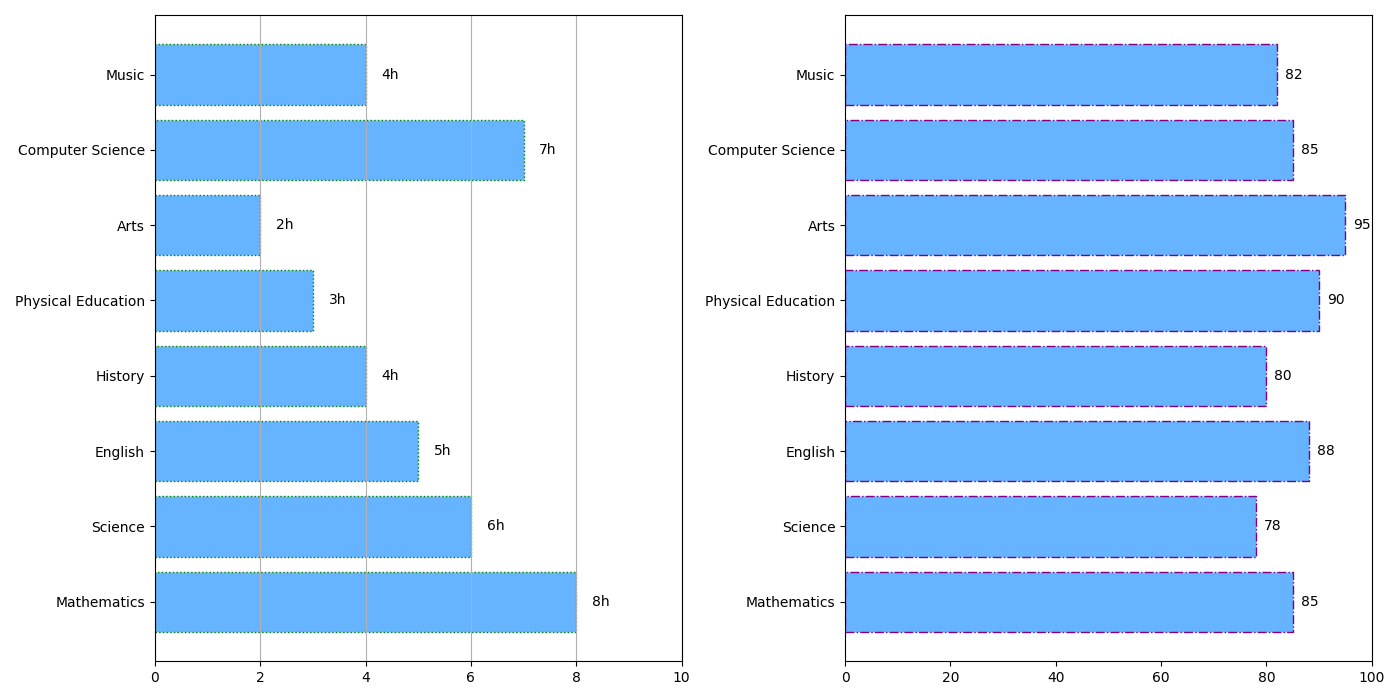 Music
4h
Computer Science
7h
Arts
2h
Physical Education
3h
History
4h
English
5h
Science
6h
Mathematics
8h
0 2 4 6 8 10
Music
82
Computer Science
85
Arts
95
Physical Education
90
History
80
English
88
Science
78
Mathematics
85
0 20 40 60 80 100